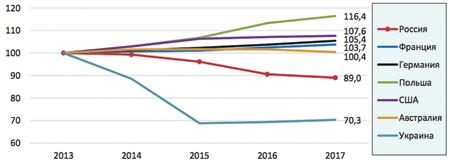 120
110
100
90
80
70
60
2013 2014 2015 2016 2017
116,4
107,6
105,4
103,7
100,4
89,0
70,3
Россия
Франция
Германия
Польша
США
Австралия
Украина